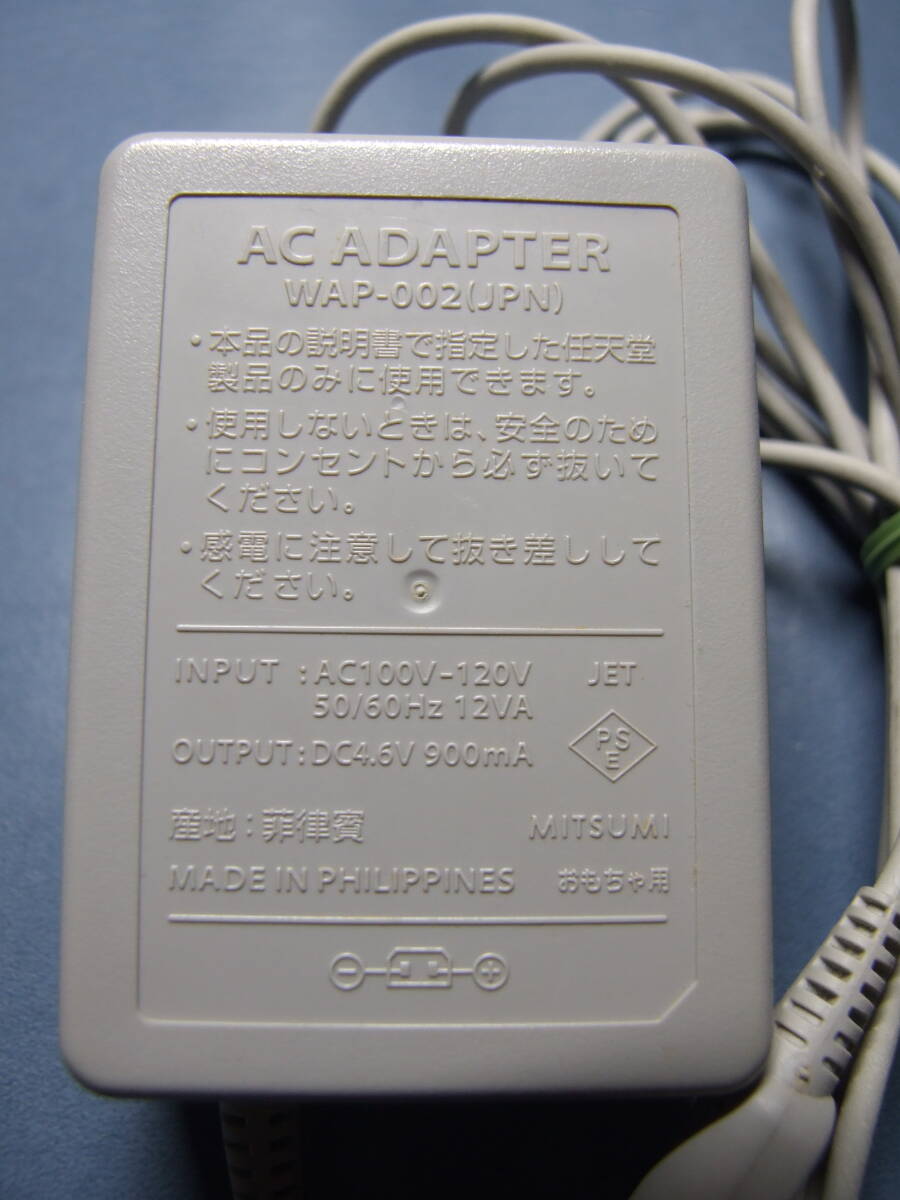 AC ADAPTER
WAP-002(JPN)
・本品の説明書で指定した任天堂
製品のみに使用できます。
・使用しないときは、安全のため
にコンセントから必ず抜いて
ください。
・感電に注意して抜き差しして
ください。
INPUT :AC100V-120V JET
50/60Hz 12VA
OUTPUT:DC4.6V 900mA
PSE
産地：菲律賓 MITSUMI
MADE IN PHILIPPINES おもちゃ用